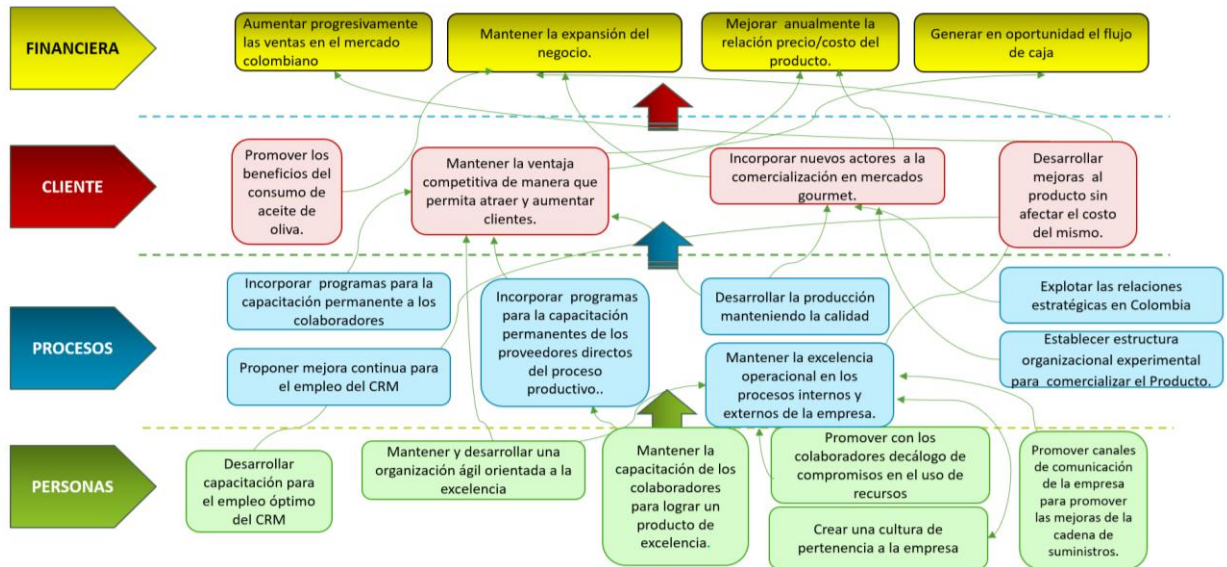 FINANCIERA
Aumentar progresivamente
las ventas en el mercado
colombiano
Mantener la expansión del
negocio.
Mejorar anualmente la
relación precio/costo del
producto.
Generar en oportunidad el flujo
de caja
CLIENTE
Promover los
beneficios del
consumo de
aceite de
oliva.
Mantener la ventaja
competitiva de manera que
permita atraer y aumentar
clientes.
Incorporar nuevos actores a la
comercialización en mercados
gourmet.
Desarrollar
mejoras al
producto sin
afectar el costo
del mismo.
PROCESOS
Incorporar programas para la
capacitación permanente a los
colaboradores
Proponer mejora continua para
el empleo del CRM
Incorporar programas
para la capacitación
permanentes de los
proveedores directos
del proceso
productivo..
Desarrollar la producción
manteniendo la calidad
Mantener la excelencia
operacional en los
procesos internos y
externos de la empresa.
Explotar las relaciones
estratégicas en Colombia
Establecer estructura
organizacional experimental
para comercializar el Producto.
PERSONAS
Desarrollar
capacitación para
el empleo óptimo
del CRM
Mantener y desarrollar una
organización ágil orientada a la
excelencia
Mantener la
capacitación de los
colaboradores
para lograr un
producto de
excelencia.
Promover con los
colaboradores decálogo de
compromisos en el uso de
recursos
Crear una cultura de
pertenencia a la empresa
Promover canales
de comunicación
de la empresa
para promover
las mejoras de la
cadena de
suministros.